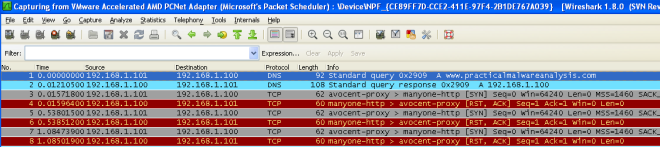 Capturing from VMware Accelerated AMD PCNet Adapter (Microsoft's Packet Scheduler) : \Device\NPF_{CE89FF7D-CCE2-411E-97F4-2B1DE767A039} [Wireshark 1.8.0 (SVN Rev
File Edit View Go Capture Analyze Statistics Telephony Tools Internals Help
Filter: Expression... Clear Apply Save
No. Time Source Destination Protocol Length Info
1 0.00000000 192.168.1.101 192.168.1.100 DNS 92 Standard query 0x2909 A www.practicalmalwareanalysis.com
2 0.01210500 192.168.1.100 192.168.1.101 DNS 108 Standard query response 0x2909 A 192.168.1.100
3 0.01571800 192.168.1.101 192.168.1.100 TCP 62 avocent-proxy > manyone-http [SYN] Seq=0 Win=64240 Len=0 MSS=1460 SACK_
4 0.01596400 192.168.1.100 192.168.1.101 TCP 60 manyone-http > avocent-proxy [RST, ACK] Seq=1 Ack=1 Win=0 Len=0
5 0.53801500 192.168.1.101 192.168.1.100 TCP 62 avocent-proxy > manyone-http [SYN] Seq=0 Win=64240 Len=0 MSS=1460 SACK_
6 0.53851200 192.168.1.100 192.168.1.101 TCP 60 manyone-http > avocent-proxy [RST, ACK] Seq=1 Ack=1 Win=0 Len=0
7 1.08473900 192.168.1.101 192.168.1.100 TCP 62 avocent-proxy > manyone-http [SYN] Seq=0 Win=64240 Len=0 MSS=1460 SACK_
8 1.08501900 192.168.1.100 192.168.1.101 TCP 60 manyone-http > avocent-proxy [RST, ACK] Seq=1 Ack=1 Win=0 Len=0